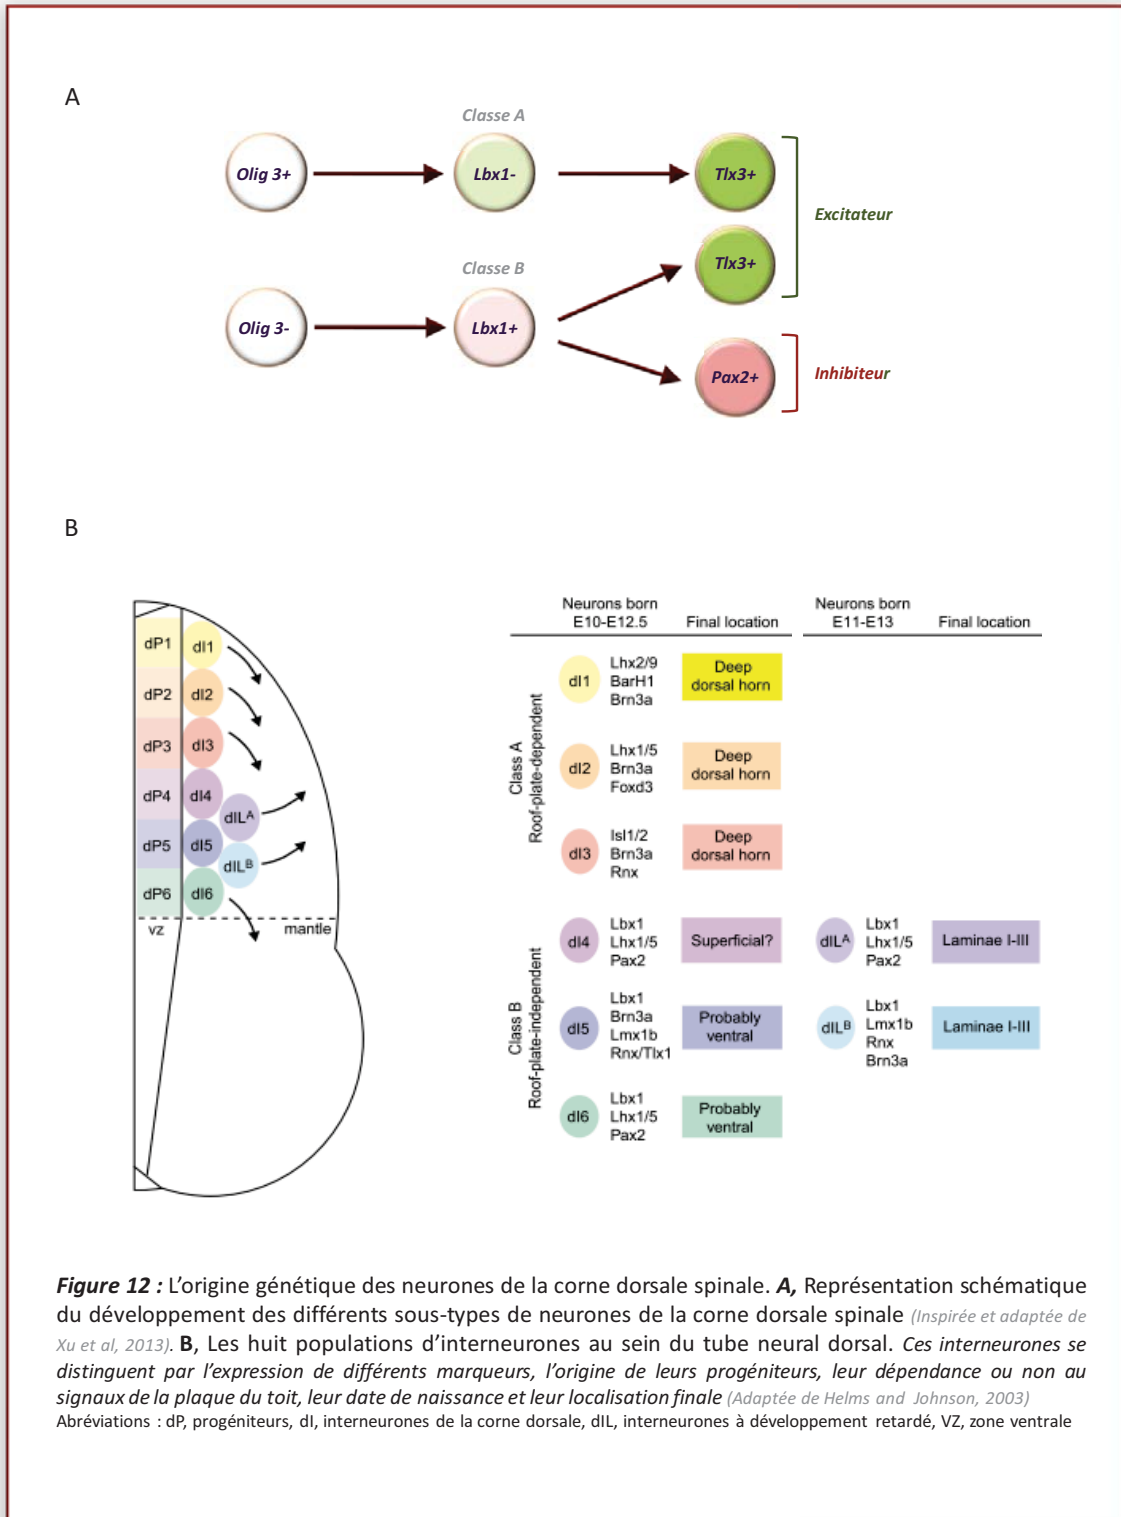 A
Classe A
Olig 3+
Lbx1-
Tlx3+
Excitateur
Tlx3+
Classe B
Olig 3-
Lbx1+
Pax2+
Inhibiteur
B
dP1
dI1
dP2
dI2
dP3
dI3
dP4
dI4
dILA
dP5
dI5
dILB
dP6
dI6
vz
mantle
Neurons born
E10-E12.5
Final location
Neurons born
E11-E13
Final location
Class A
Roof-plate-dependent
dI1
Lhx2/9
BarH1
Brn3a
Deep
dorsal horn
dI2
Lhx1/5
Brn3a
Foxd3
Deep
dorsal horn
dI3
Isl1/2
Brn3a
Rnx
Deep
dorsal horn
Class B
Roof-plate-independent
dI4
Lbx1
Lhx1/5
Pax2
Superficial?
dILA
Lbx1
Lhx1/5
Pax2
Laminae I-III
dI5
Lbx1
Brn3a
Lmx1b
Rnx/Tlx1
Probably
ventral
dILB
Lbx1
Lmx1b
Rnx
Brn3a
Laminae I-III
dI6
Lbx1
Lhx1/5
Pax2
Probably
ventral
Figure 12 : L'origine génétique des neurones de la corne dorsale spinale. A, Représentation schématique
du développement des différents sous-types de neurones de la corne dorsale spinale (Inspirée et adaptée de
Xu et al, 2013). B, Les huit populations d'interneurones au sein du tube neural dorsal. Ces interneurones se
distinguent par l'expression de différents marqueurs, l'origine de leurs progéniteurs, leur dépendance ou non au
signaux de la plaque du toit, leur date de naissance et leur localisation finale (Adaptée de Helms and Johnson, 2003)
Abréviations : dP, progéniteurs, dI, interneurones de la corne dorsale, dIL, interneurones à développement retardé, VZ, zone ventrale